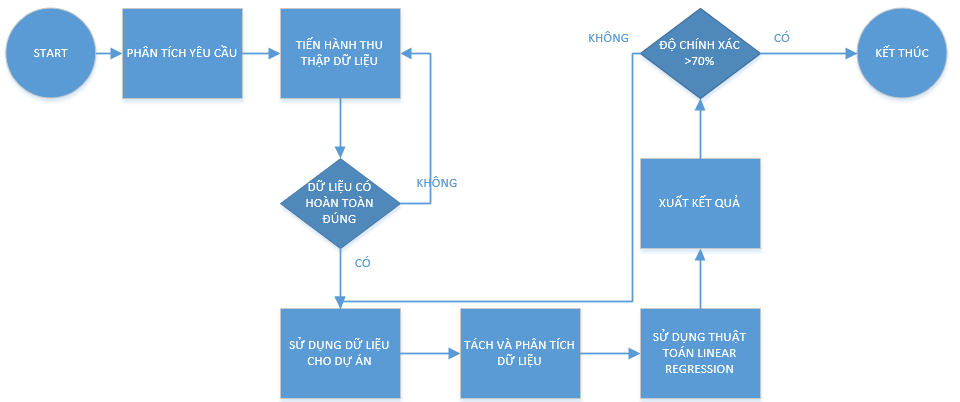 START
PHÂN TÍCH YÊU CẦU
TIẾN HÀNH THU
THẬP DỮ LIỆU
DỮ LIỆU CÓ
HOÀN TOÀN
ĐÚNG
KHÔNG
CÓ
SỬ DỤNG DỮ LIỆU
CHO DỰ ÁN
TÁCH VÀ PHÂN TÍCH
DỮ LIỆU
SỬ DỤNG THUẬT
TOÁN LINEAR
REGRESSION
XUẤT KẾT QUẢ
ĐỘ CHÍNH XÁC
>70%
KHÔNG
CÓ
KẾT THÚC